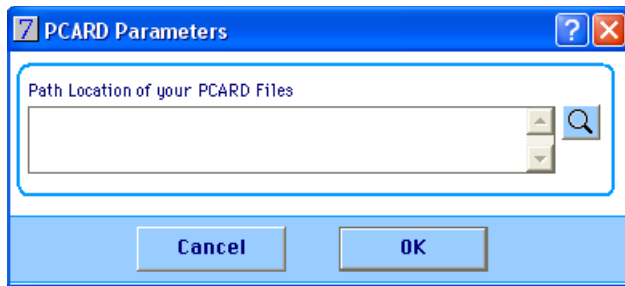 7 PCARD Parameters ?
Path Location of your PCARD Files
Cancel OK